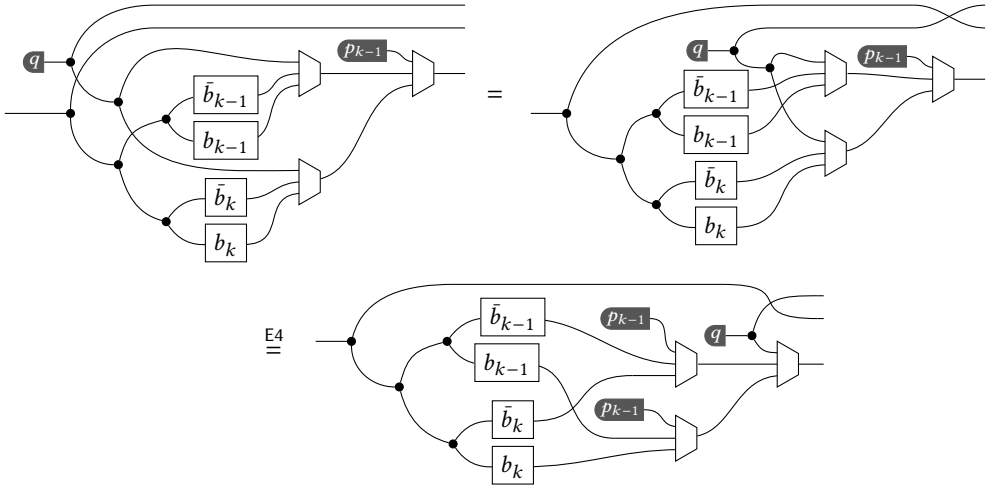 q p_{k−1} b̄_{k−1} b_{k−1} b̄_k b_k
=
q p_{k−1} b̄_{k−1} b_{k−1} b̄_k b_k
E4
=
b̄_{k−1} p_{k−1} q b_{k−1} b̄_k p_{k−1} b_k